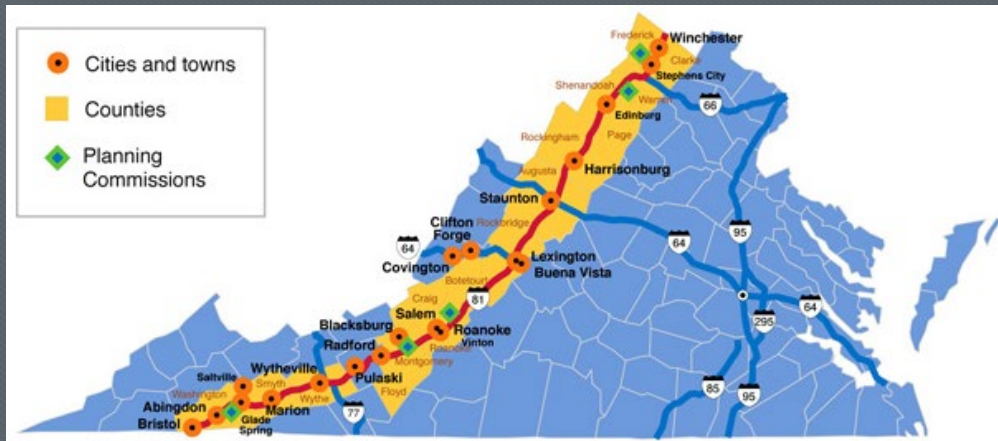 Cities and towns
Counties
Planning
Commissions
Frederick
Winchester
Clarke
Stephens City
Shenandoah
Warren
66
Edinburg
Rockingham
Page
Harrisonburg
Augusta
Staunton
95
Rockbridge
Clifton
Forge
64
64
Covington
Lexington
Buena Vista
Botetourt
81
64
Craig
Salem
295
Blacksburg
Roanoke
Vinton
Radford
Roanoke
Montgomery
Wytheville
Pulaski
Saltville
Smyth
85
95
Washington
Wythe
Floyd
Abingdon
Marion
77
Glade
Spring
Bristol